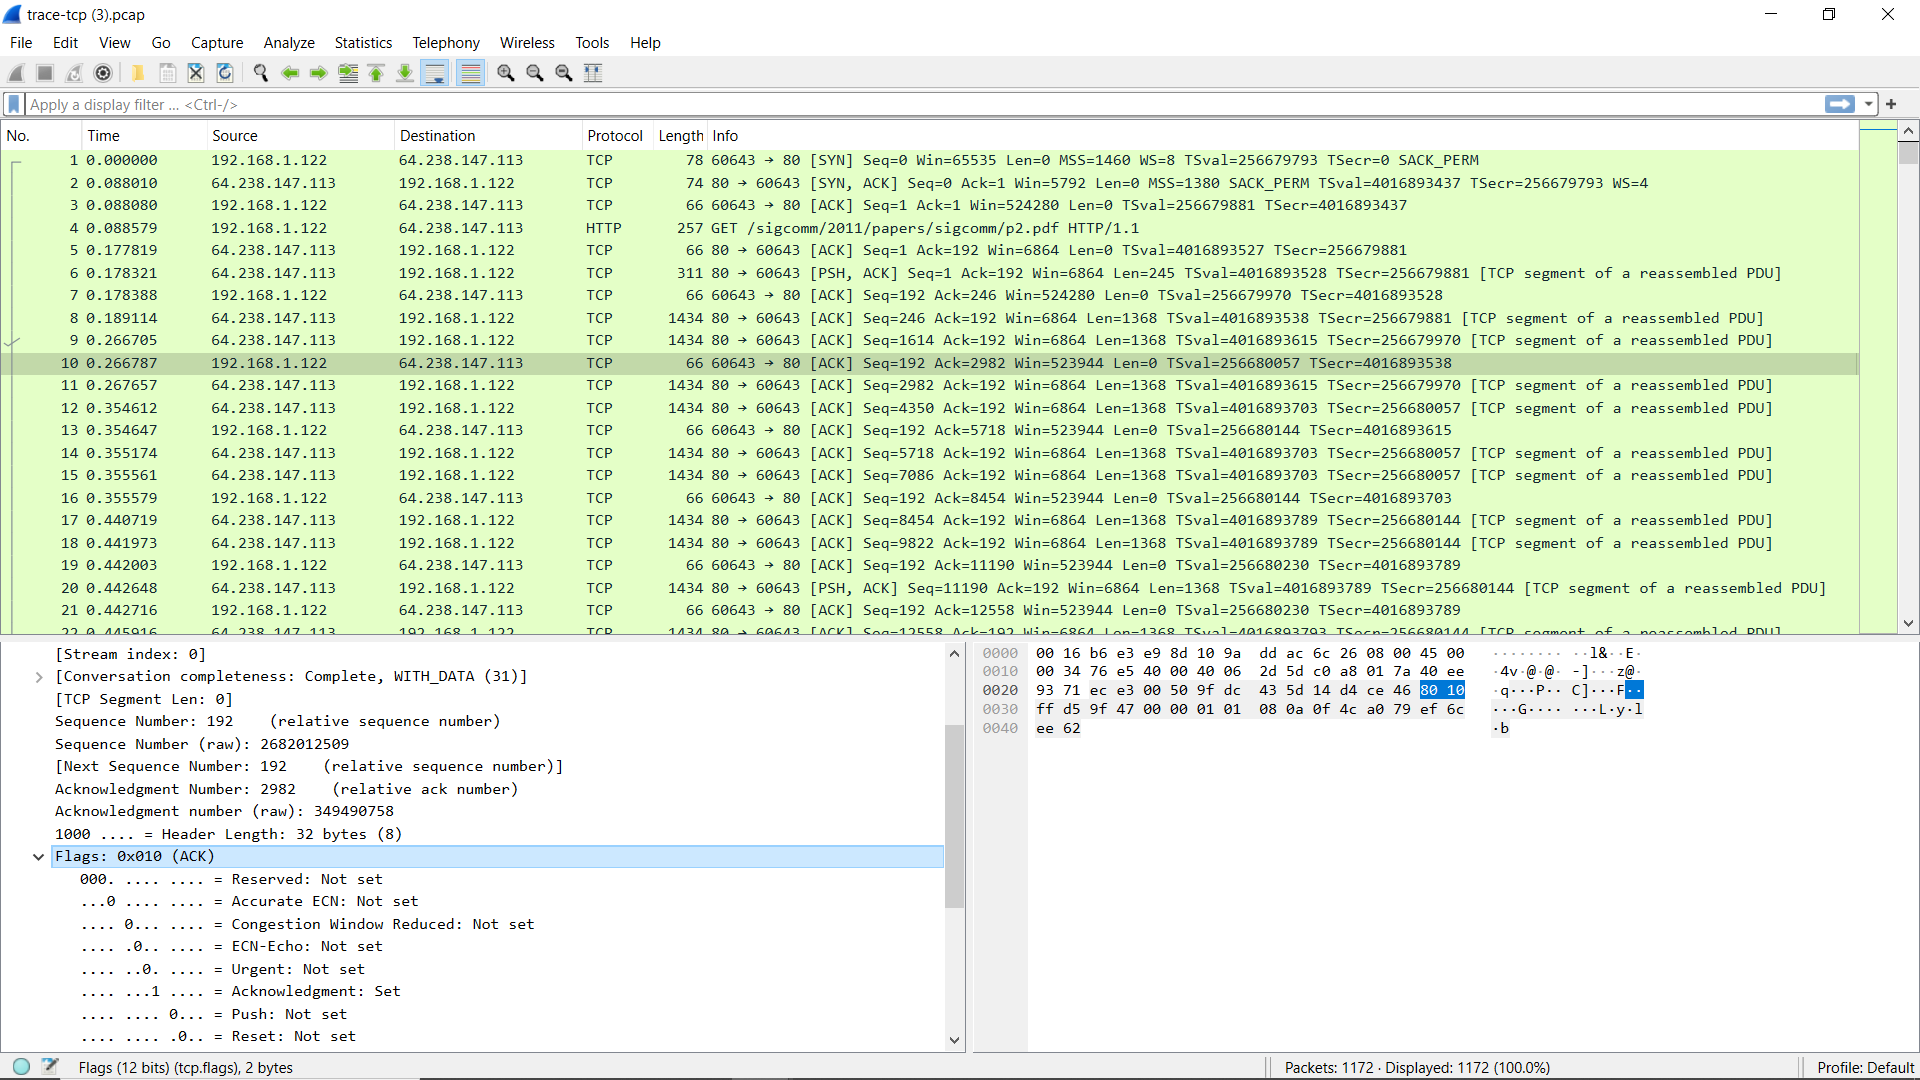 trace-tcp (3).pcap
File Edit View Go Capture Analyze Statistics Telephony Wireless Tools Help
Apply a display filter ... <Ctrl-/>
No. Time Source Destination Protocol Length Info
1 0.000000 192.168.1.122 64.238.147.113 TCP 78 60643 → 80 [SYN] Seq=0 Win=65535 Len=0 MSS=1460 WS=8 TSval=256679793 TSecr=0 SACK_PERM
2 0.088010 64.238.147.113 192.168.1.122 TCP 74 80 → 60643 [SYN, ACK] Seq=0 Ack=1 Win=5792 Len=0 MSS=1380 SACK_PERM TSval=4016893437 TSecr=256679793 WS=4
3 0.088080 192.168.1.122 64.238.147.113 TCP 66 60643 → 80 [ACK] Seq=1 Ack=1 Win=524280 Len=0 TSval=256679881 TSecr=4016893437
4 0.088579 192.168.1.122 64.238.147.113 HTTP 257 GET /sigcomm/2011/papers/sigcomm/p2.pdf HTTP/1.1
5 0.177819 64.238.147.113 192.168.1.122 TCP 66 80 → 60643 [ACK] Seq=1 Ack=192 Win=6864 Len=0 TSval=4016893527 TSecr=256679881
6 0.178321 64.238.147.113 192.168.1.122 TCP 311 80 → 60643 [PSH, ACK] Seq=1 Ack=192 Win=6864 Len=245 TSval=4016893528 TSecr=256679881 [TCP segment of a reassembled PDU]
7 0.178388 192.168.1.122 64.238.147.113 TCP 66 60643 → 80 [ACK] Seq=192 Ack=246 Win=524280 Len=0 TSval=256679970 TSecr=4016893528
8 0.189114 64.238.147.113 192.168.1.122 TCP 1434 80 → 60643 [ACK] Seq=246 Ack=192 Win=6864 Len=1368 TSval=4016893538 TSecr=256679881 [TCP segment of a reassembled PDU]
9 0.266705 64.238.147.113 192.168.1.122 TCP 1434 80 → 60643 [ACK] Seq=1614 Ack=192 Win=6864 Len=1368 TSval=4016893615 TSecr=256679970 [TCP segment of a reassembled PDU]
10 0.266787 192.168.1.122 64.238.147.113 TCP 66 60643 → 80 [ACK] Seq=192 Ack=2982 Win=523944 Len=0 TSval=256680057 TSecr=4016893538
11 0.267657 64.238.147.113 192.168.1.122 TCP 1434 80 → 60643 [ACK] Seq=2982 Ack=192 Win=6864 Len=1368 TSval=4016893615 TSecr=256679970 [TCP segment of a reassembled PDU]
12 0.354612 64.238.147.113 192.168.1.122 TCP 1434 80 → 60643 [ACK] Seq=4350 Ack=192 Win=6864 Len=1368 TSval=4016893703 TSecr=256680057 [TCP segment of a reassembled PDU]
13 0.354647 192.168.1.122 64.238.147.113 TCP 66 60643 → 80 [ACK] Seq=192 Ack=5718 Win=523944 Len=0 TSval=256680144 TSecr=4016893615
14 0.355174 64.238.147.113 192.168.1.122 TCP 1434 80 → 60643 [ACK] Seq=5718 Ack=192 Win=6864 Len=1368 TSval=4016893703 TSecr=256680057 [TCP segment of a reassembled PDU]
15 0.355561 64.238.147.113 192.168.1.122 TCP 1434 80 → 60643 [ACK] Seq=7086 Ack=192 Win=6864 Len=1368 TSval=4016893703 TSecr=256680057 [TCP segment of a reassembled PDU]
16 0.355579 192.168.1.122 64.238.147.113 TCP 66 60643 → 80 [ACK] Seq=192 Ack=8454 Win=523944 Len=0 TSval=256680144 TSecr=4016893703
17 0.440719 64.238.147.113 192.168.1.122 TCP 1434 80 → 60643 [ACK] Seq=8454 Ack=192 Win=6864 Len=1368 TSval=4016893789 TSecr=256680144 [TCP segment of a reassembled PDU]
18 0.441973 64.238.147.113 192.168.1.122 TCP 1434 80 → 60643 [ACK] Seq=9822 Ack=192 Win=6864 Len=1368 TSval=4016893789 TSecr=256680144 [TCP segment of a reassembled PDU]
19 0.442003 192.168.1.122 64.238.147.113 TCP 66 60643 → 80 [ACK] Seq=192 Ack=11190 Win=523944 Len=0 TSval=256680230 TSecr=4016893789
20 0.442648 64.238.147.113 192.168.1.122 TCP 1434 80 → 60643 [PSH, ACK] Seq=11190 Ack=192 Win=6864 Len=1368 TSval=4016893789 TSecr=256680144 [TCP segment of a reassembled PDU]
21 0.442716 192.168.1.122 64.238.147.113 TCP 66 60643 → 80 [ACK] Seq=192 Ack=12558 Win=523944 Len=0 TSval=256680230 TSecr=4016893789
22 0.445916 64.238.147.113 192.168.1.122 TCP 1434 80 → 60643 [ACK] Seq=12558 Ack=192 Win=6864 Len=1368 TSval=4016893793 TSecr=256680144 [TCP segment of a reassembled PDU]
[Stream index: 0]
[Conversation completeness: Complete, WITH_DATA (31)]
[TCP Segment Len: 0]
Sequence Number: 192    (relative sequence number)
Sequence Number (raw): 2682012509
[Next Sequence Number: 192    (relative sequence number)]
Acknowledgment Number: 2982    (relative ack number)
Acknowledgment number (raw): 349490758
1000 .... = Header Length: 32 bytes (8)
Flags: 0x010 (ACK)
000. .... .... = Reserved: Not set
...0 .... .... = Accurate ECN: Not set
.... 0... .... = Congestion Window Reduced: Not set
.... .0.. .... = ECN-Echo: Not set
.... ..0. .... = Urgent: Not set
.... ...1 .... = Acknowledgment: Set
.... .... 0... = Push: Not set
.... .... .0.. = Reset: Not set
0000 00 16 b6 e3 e9 8d 10 9a dd ac 6c 26 08 00 45 00 ········ ··l&··E·
0010 00 34 76 e5 40 00 40 06 2d 5d c0 a8 01 7a 40 ee ·4v·@·@· -]···z@·
0020 93 71 ec e3 00 50 9f dc 43 5d 14 d4 ce 46 80 10 ·q···P·· C]···F··
0030 ff d5 9f 47 00 00 01 01 08 0a 0f 4c a0 79 ef 6c ···G···· ···L·y·l
0040 ee 62 ·b
Flags (12 bits) (tcp.flags), 2 bytes
Packets: 1172 · Displayed: 1172 (100.0%)
Profile: Default